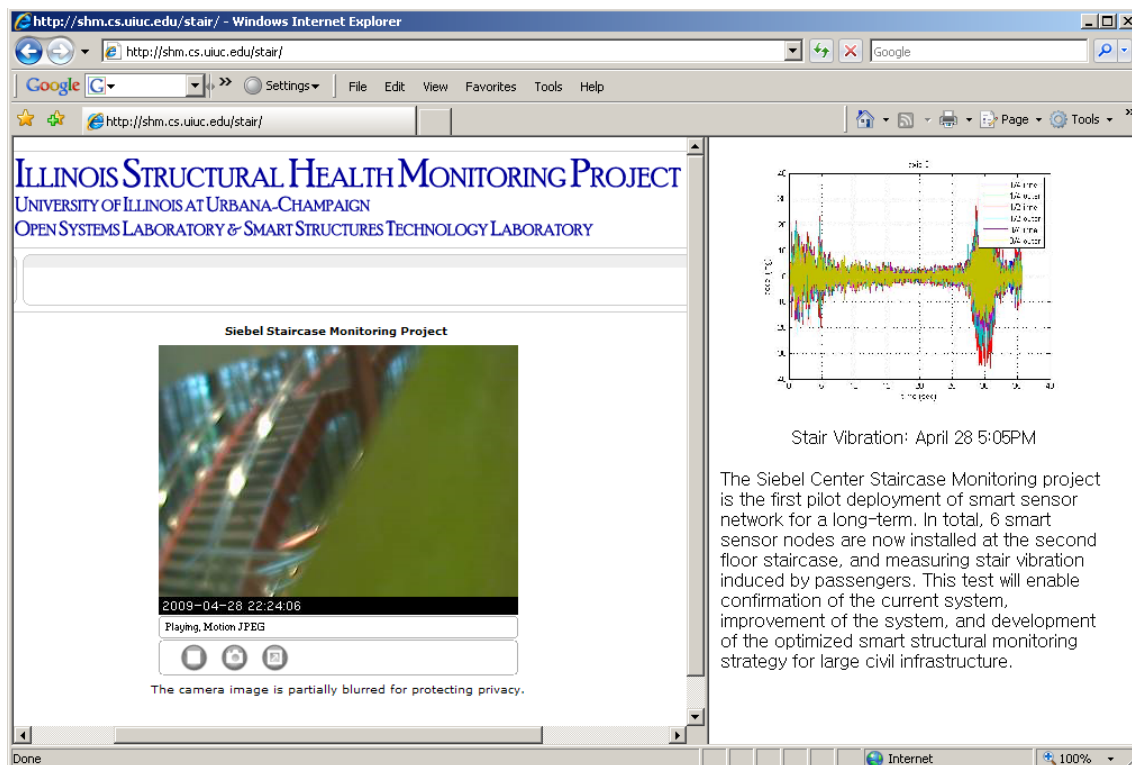 http://shm.cs.uiuc.edu/stair/ - Windows Internet Explorer
http://shm.cs.uiuc.edu/stair/
Google
Google G Settings File Edit View Favorites Tools Help
http://shm.cs.uiuc.edu/stair/ Page Tools
ILLINOIS STRUCTURAL HEALTH MONITORING PROJECT
UNIVERSITY OF ILLINOIS AT URBANA-CHAMPAIGN
OPEN SYSTEMS LABORATORY & SMART STRUCTURES TECHNOLOGY LABORATORY
Siebel Staircase Monitoring Project
2009-04-28 22:24:06
Playing, Motion JPEG
The camera image is partially blurred for protecting privacy.
time (sec)
Stair Vibration: April 28 5:05PM
The Siebel Center Staircase Monitoring project
is the first pilot deployment of smart sensor
network for a long-term. In total, 6 smart
sensor nodes are now installed at the second
floor staircase, and measuring stair vibration
induced by passengers. This test will enable
confirmation of the current system,
improvement of the system, and development
of the optimized smart structural monitoring
strategy for large civil infrastructure.
Done Internet 100%